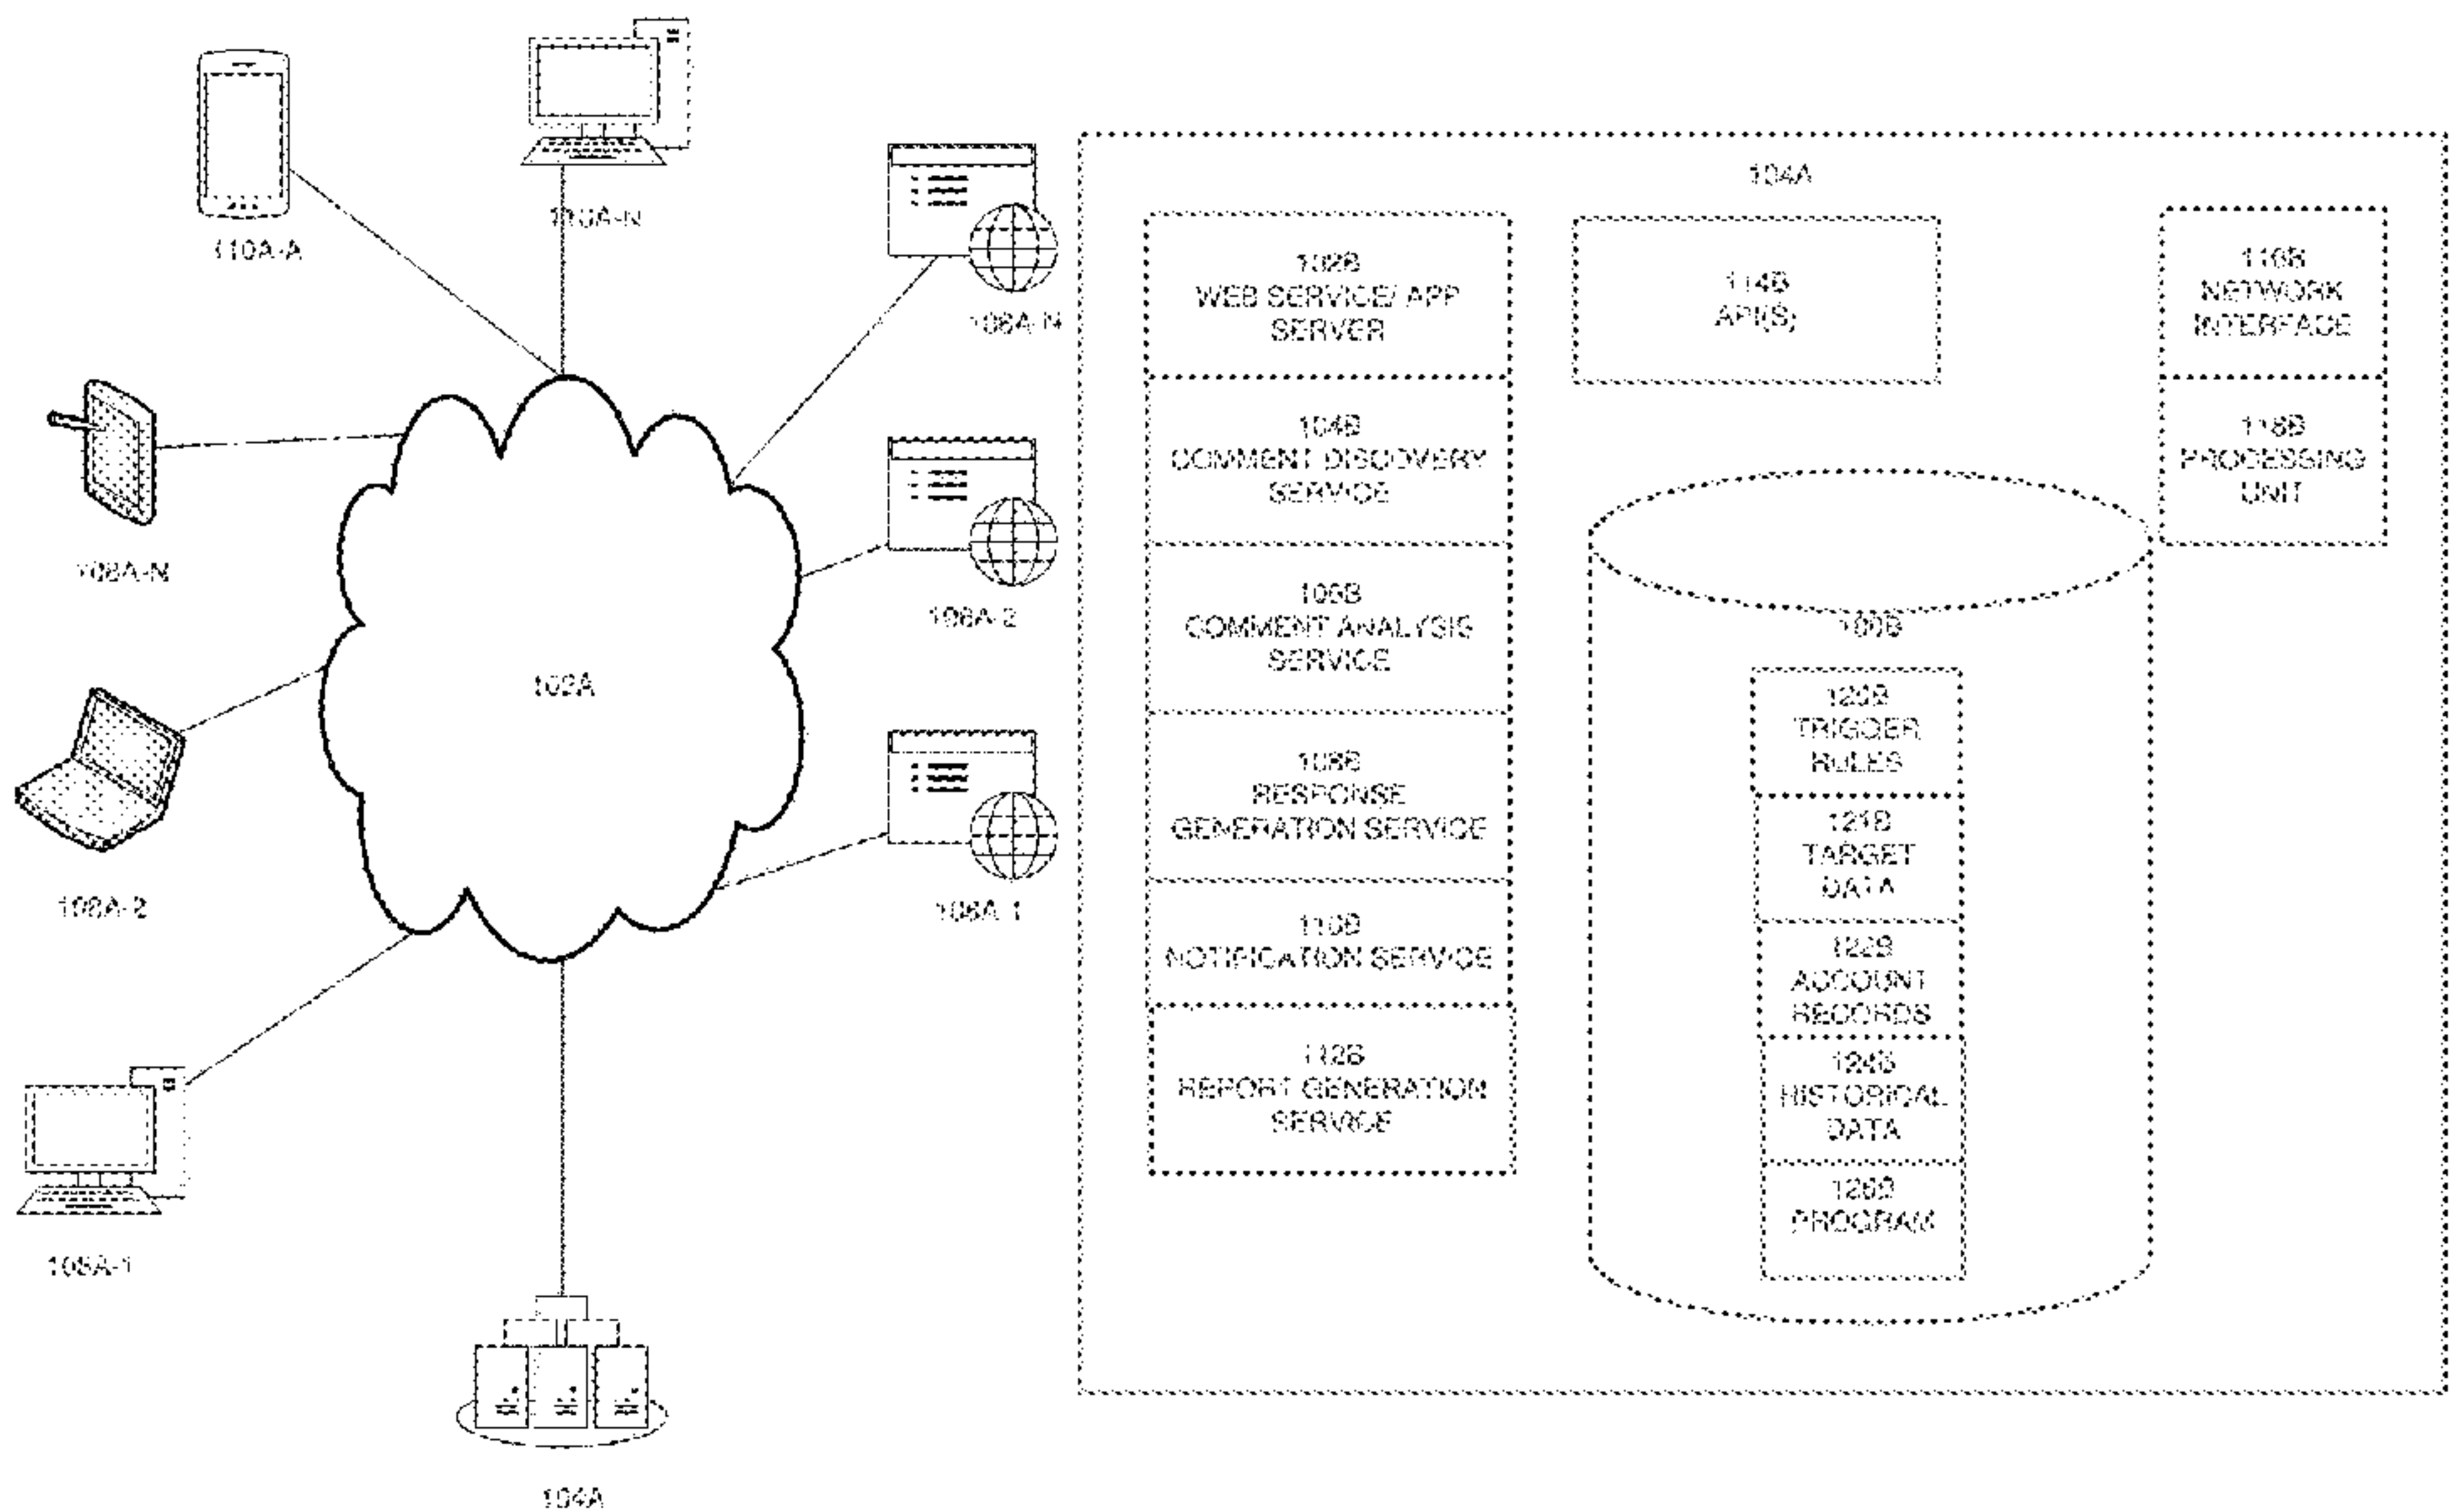 110A-A
110A-N
106A-N
108A-N
106A-2
102A
108A-2
106A-1
108A-1
104A
104A
102B
WEB SERVICE/ APP
SERVER
104B
COMMENT DISCOVERY
SERVICE
106B
COMMENT ANALYSIS
SERVICE
108B
RESPONSE
GENERATION SERVICE
110B
NOTIFICATION SERVICE
112B
REPORT GENERATION
SERVICE
114B
API(S)
116B
NETWORK
INTERFACE
118B
PROCESSING
UNIT
100B
120B
TRIGGER
RULES
121B
TARGET
DATA
122B
ACCOUNT
RECORDS
124B
HISTORICAL
DATA
126B
PROGRAM